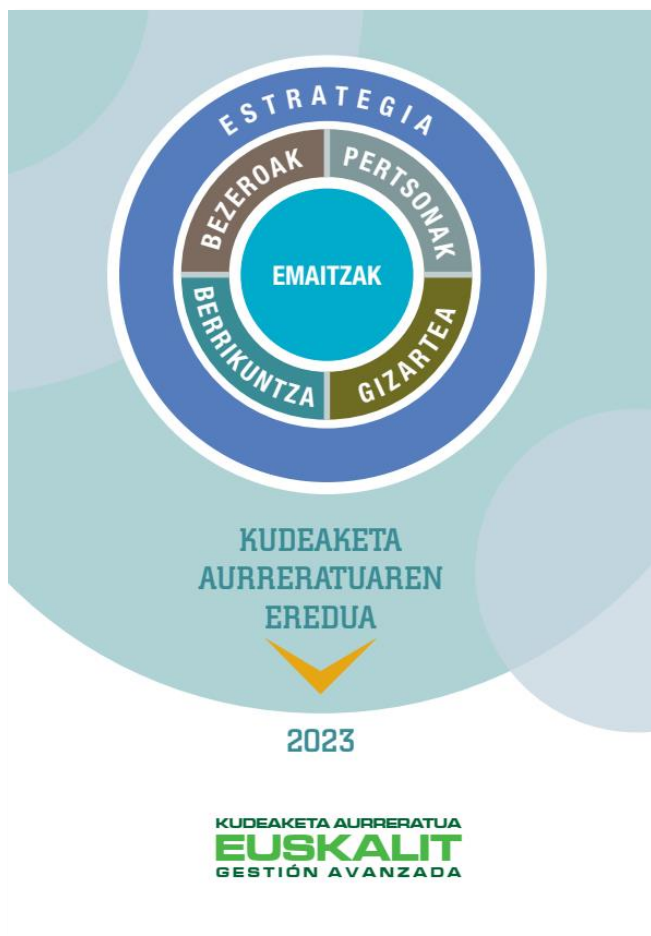 ESTRATEGIA
BEZEROAK
PERTSONAK
EMAITZAK
BERRIKUNTZA
GIZARTEA
KUDEAKETA
AURRERATUAREN
EREDUA
2023
KUDEAKETA AURRERATUA
EUSKALIT
GESTIÓN AVANZADA